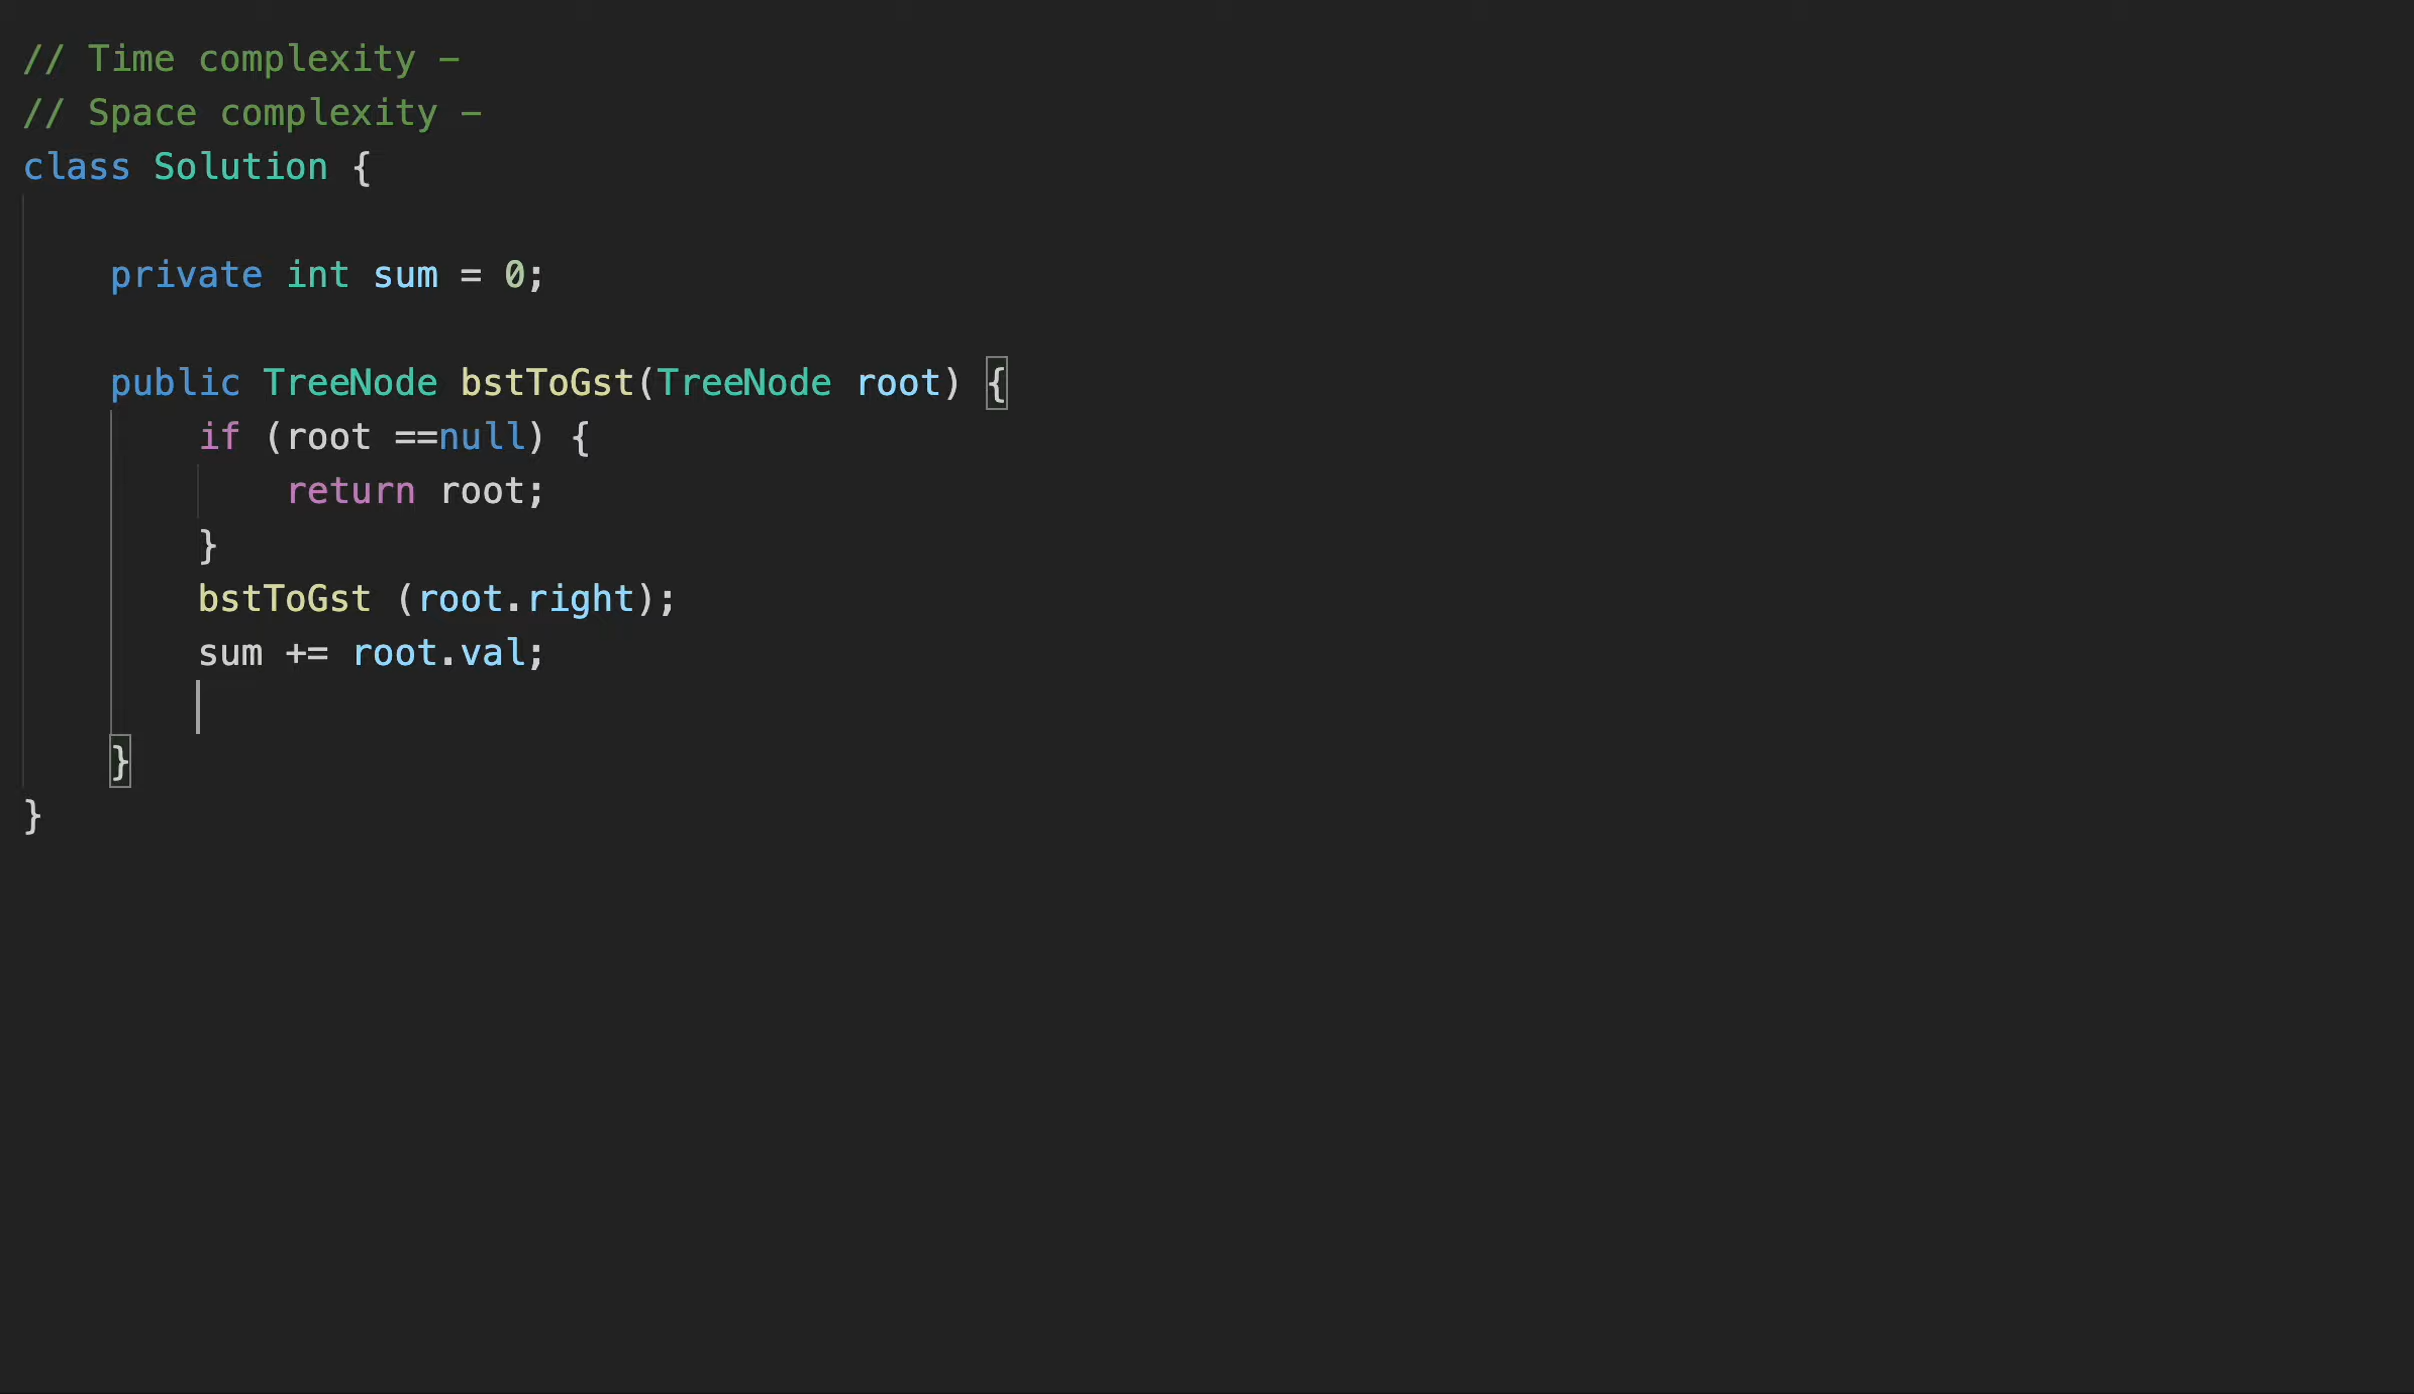 // Time complexity -
// Space complexity -
class Solution {
private int sum = 0;
public TreeNode bstToGst(TreeNode root) {
if (root ==null) {
return root;
}
bstToGst (root.right);
sum += root.val;
}
}